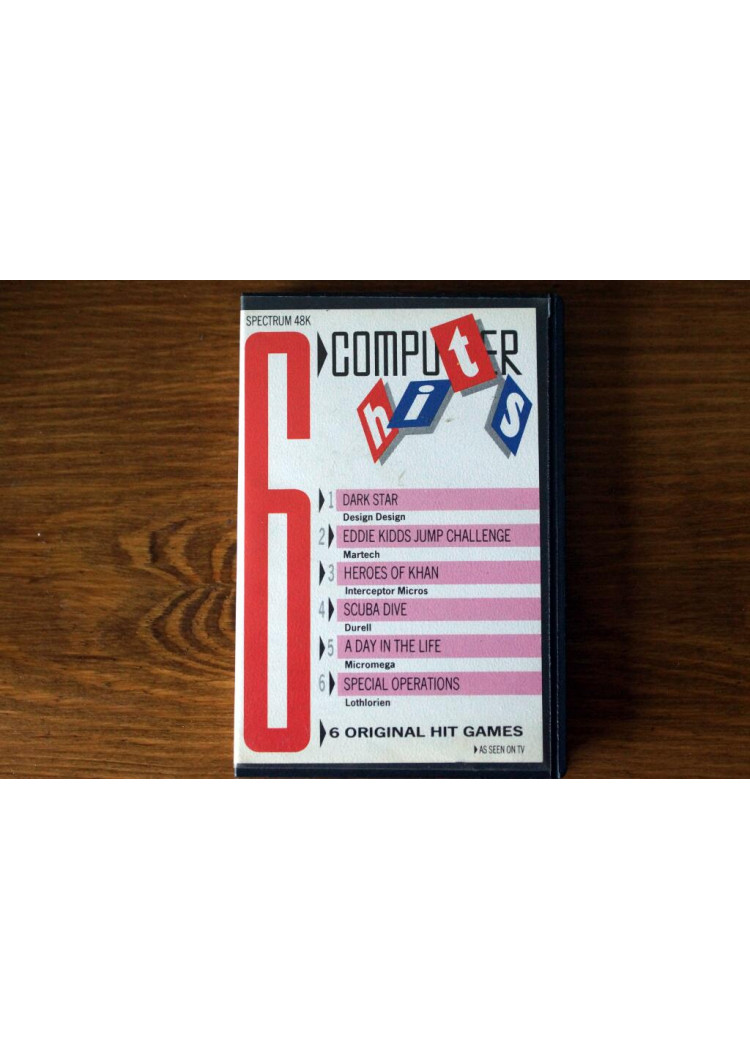 SPECTRUM 48K
6
COMPUTER
hits
1 DARK STAR
Design Design
2 EDDIE KIDDS JUMP CHALLENGE
Martech
3 HEROES OF KHAN
Interceptor Micros
4 SCUBA DIVE
Durell
5 A DAY IN THE LIFE
Micromega
6 SPECIAL OPERATIONS
Lothlorien
6 ORIGINAL HIT GAMES
AS SEEN ON TV